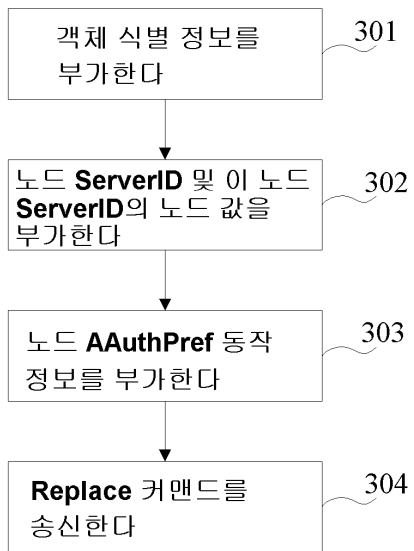 객체 식별 정보를
부가한다
301
노드 ServerID 및 이 노드
ServerID의 노드 값을
부가한다
302
노드 AAuthPref 동작
정보를 부가한다
303
Replace 커맨드를
송신한다
304